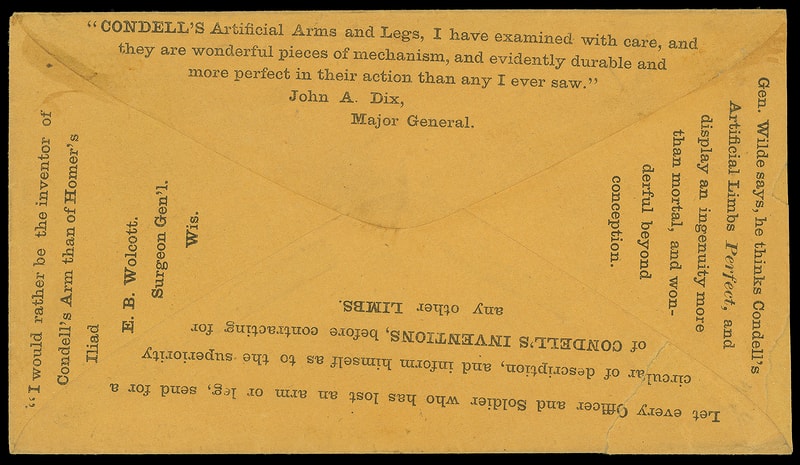 "CONDELL'S Artificial Arms and Legs, I have examined with care, and
they are wonderful pieces of mechanism, and evidently durable and
more perfect in their action than any I ever saw."
John A. Dix,
Major General.
Gen. Wilde says, he thinks Condell's
Artificial Limbs Perfect, and
display an ingenuity more
than mortal, and won-
derful beyond
conception.
Let every Officer and Soldier who has lost an arm or leg, send for a
circular of description, and inform himself as to the superiority
of CONDELL'S INVENTIONS, before contracting for
any other LIMBS.
"I would rather be the inventor of
Condell's Arm than of Homer's
Iliad
E. B. Wolcott.
Surgeon Gen'l.
Wis.